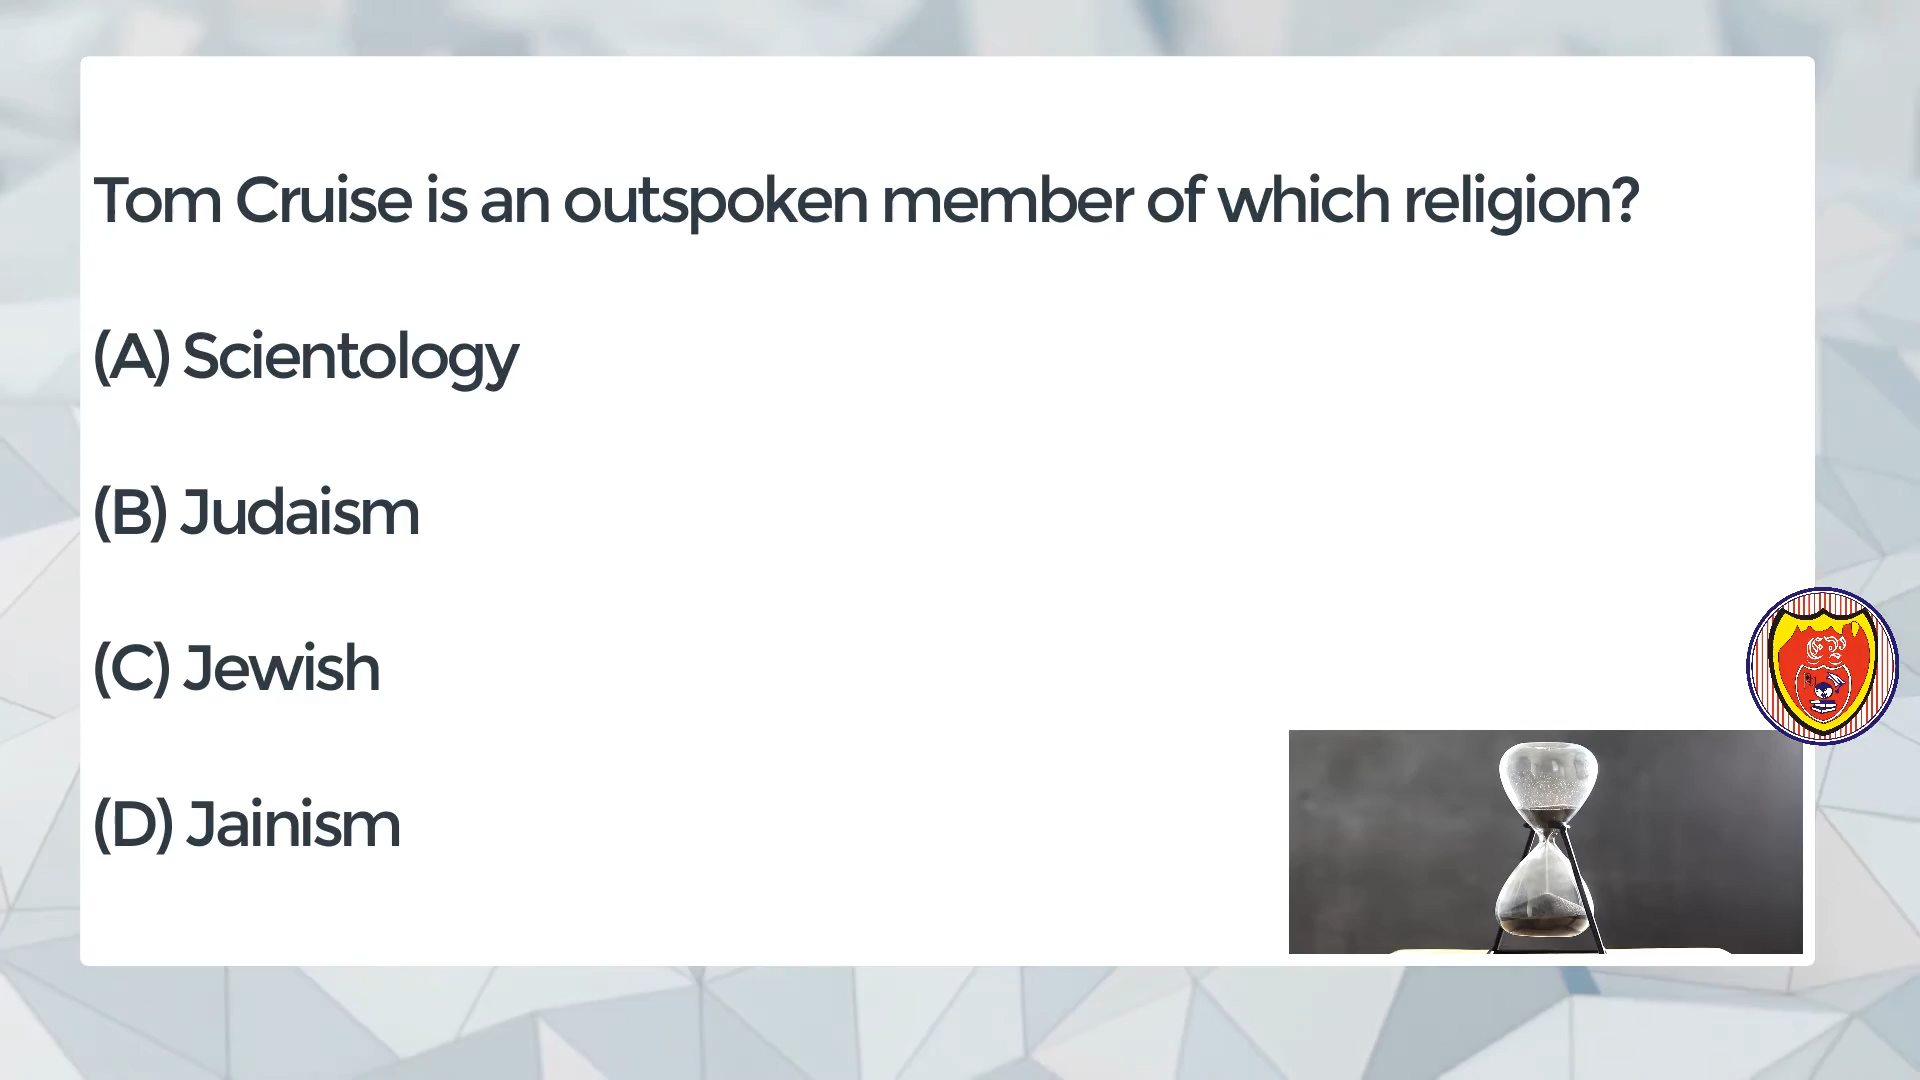 Tom Cruise is an outspoken member of which religion?
(A) Scientology
(B) Judaism
(C) Jewish
(D) Jainism